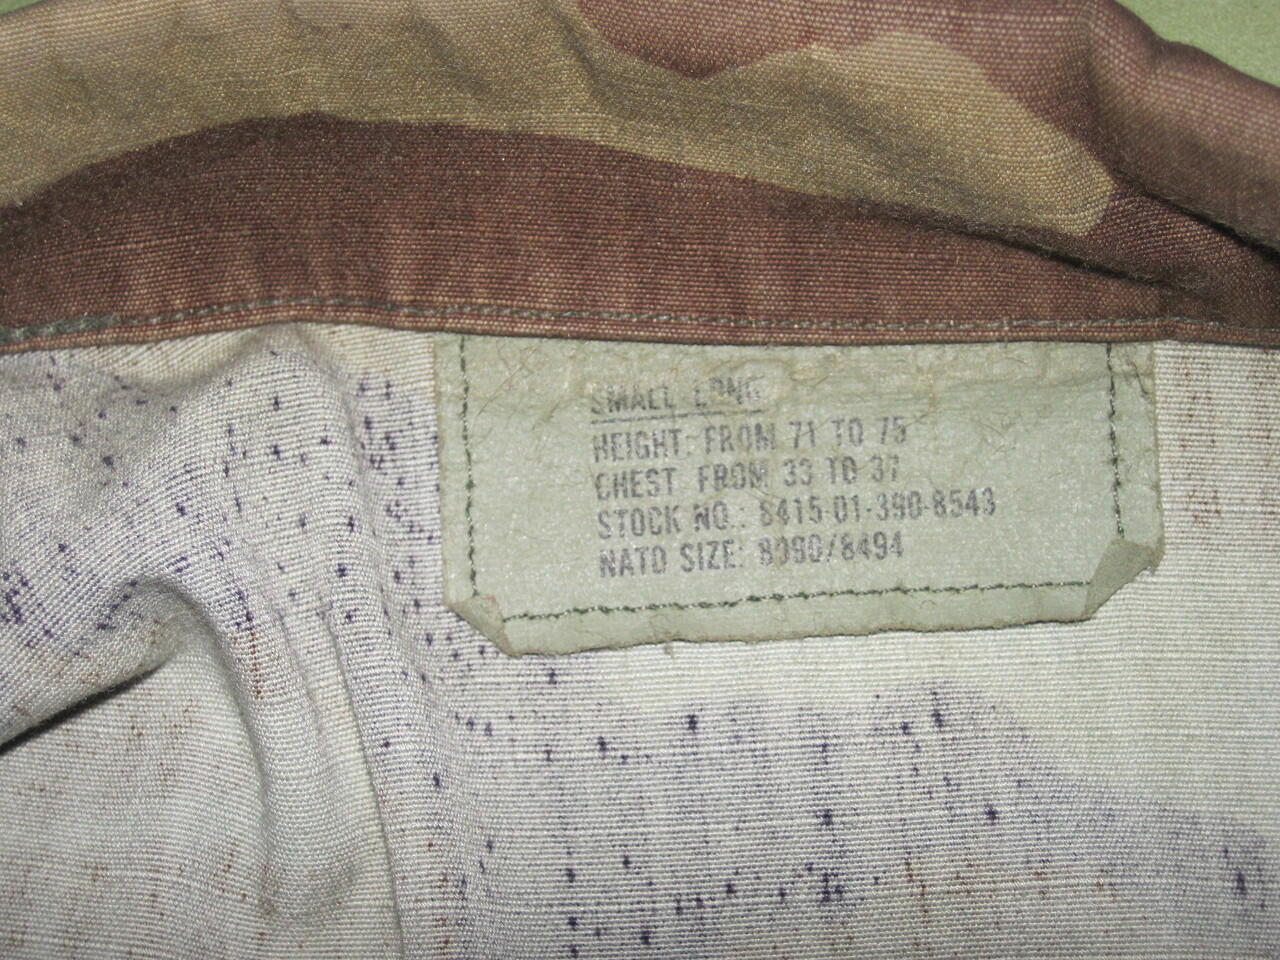 SMALL LONG
HEIGHT: FROM 71 TO 75
CHEST FROM 33 TO 37
STOCK NO.: 8415-01-390-8543
NATO SIZE: 8090/8494